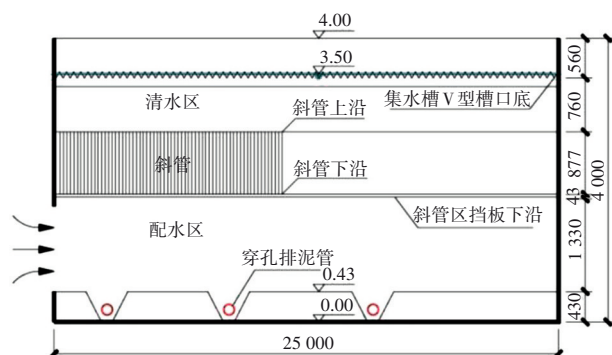 4.00
560
3.50
清水区
集水槽V型槽口底
760
斜管上沿
4 000
斜管
877
斜管下沿
43
斜管区挡板下沿
配水区
1 330
穿孔排泥管
0.43
0.00
430
25 000